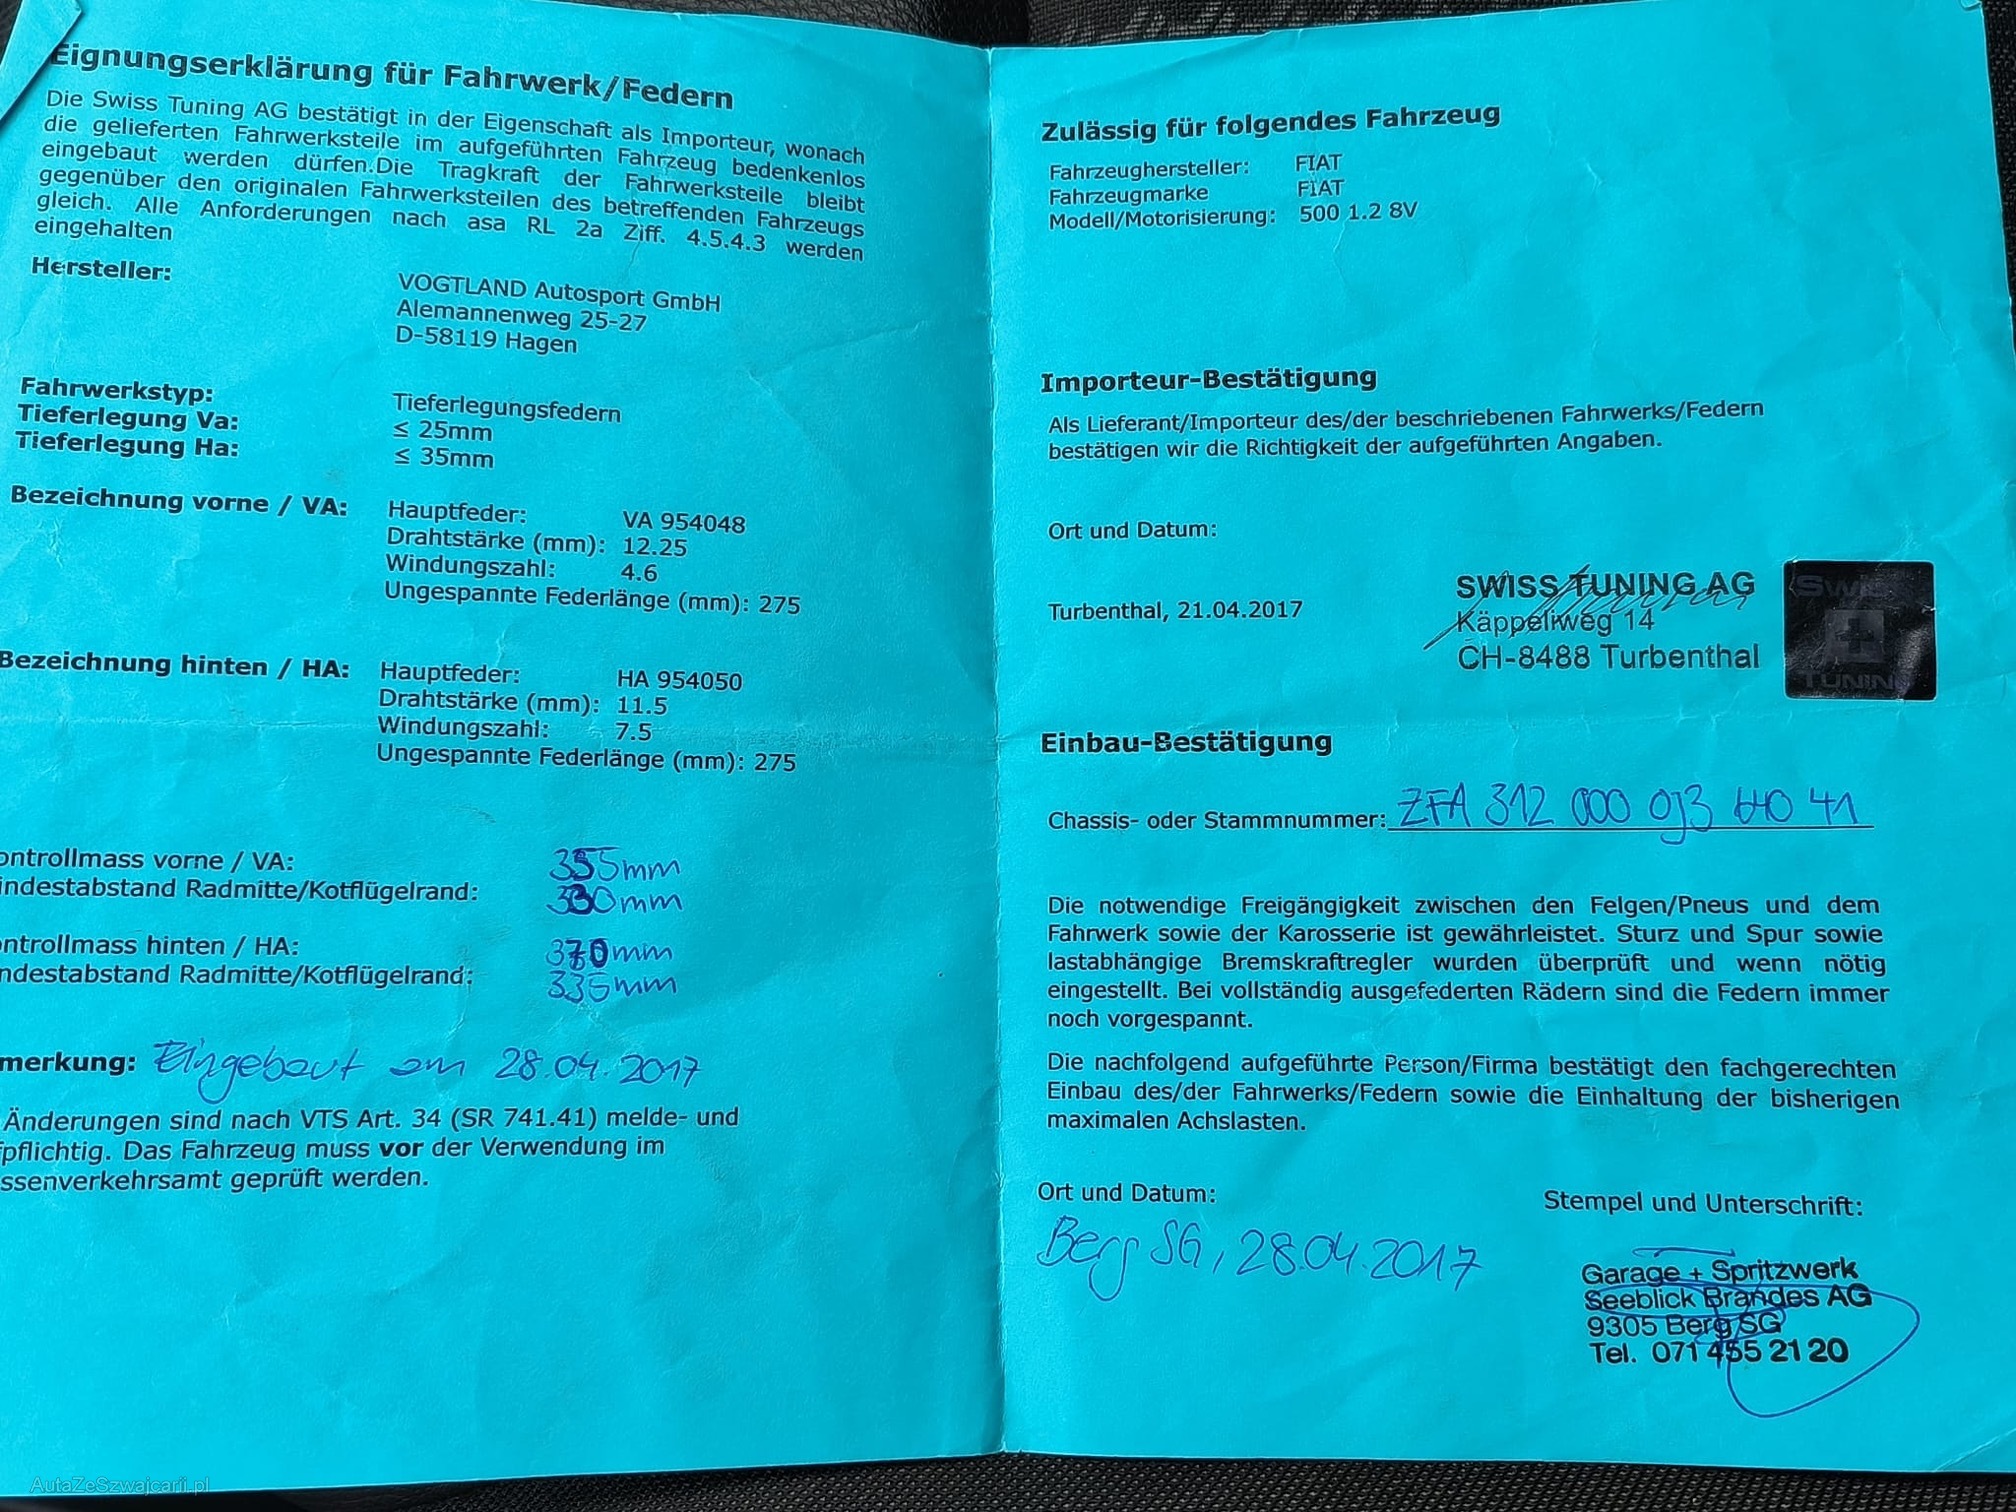 Eignungserklärung für Fahrwerk/Federn
Die Swiss Tuning AG bestätigt in der Eigenschaft als Importeur, wonach
die gelieferten Fahrwerksteile im aufgeführten Fahrzeug bedenkenlos
eingebaut werden dürfen.Die Tragkraft der Fahrwerksteile bleibt
gegenüber den originalen Fahrwerksteilen des betreffenden Fahrzeugs
gleich. Alle Anforderungen nach asa RL 2a Ziff. 4.5.4.3 werden
eingehalten
Hersteller:
VOGTLAND Autosport GmbH
Alemannenweg 25-27
D-58119 Hagen
Fahrwerkstyp: Tieferlegungsfedern
Tieferlegung Va: ≤ 25mm
Tieferlegung Ha: ≤ 35mm
Bezeichnung vorne / VA: Hauptfeder: VA 954048
Drahtstärke (mm): 12.25
Windungszahl: 4.6
Ungespannte Federlänge (mm): 275
Bezeichnung hinten / HA: Hauptfeder: HA 954050
Drahtstärke (mm): 11.5
Windungszahl: 7.5
Ungespannte Federlänge (mm): 275
ontrollmass vorne / VA: 355mm
indestabstand Radmitte/Kotflügelrand: 330mm
ontrollmass hinten / HA: 370mm
ndestabstand Radmitte/Kotflügelrand: 335mm
merkung: Eingebaut am 28.04.2017
Änderungen sind nach VTS Art. 34 (SR 741.41) melde- und
pflichtig. Das Fahrzeug muss vor der Verwendung im
ssenverkehrsamt geprüft werden.
Zulässig für folgendes Fahrzeug
Fahrzeughersteller: FIAT
Fahrzeugmarke FIAT
Modell/Motorisierung: 500 1.2 8V
Importeur-Bestätigung
Als Lieferant/Importeur des/der beschriebenen Fahrwerks/Federn
bestätigen wir die Richtigkeit der aufgeführten Angaben.
Ort und Datum:
Turbenthal, 21.04.2017
SWISS TUNING AG
Käppeliweg 14
CH-8488 Turbenthal
SWISS
TUNING
Einbau-Bestätigung
Chassis- oder Stammnummer: ZFA 312 000 0J3 640 41
Die notwendige Freigängigkeit zwischen den Felgen/Pneus und dem
Fahrwerk sowie der Karosserie ist gewährleistet. Sturz und Spur sowie
lastabhängige Bremskraftregler wurden überprüft und wenn nötig
eingestellt. Bei vollständig ausgefederten Rädern sind die Federn immer
noch vorgespannt.
Die nachfolgend aufgeführte Person/Firma bestätigt den fachgerechten
Einbau des/der Fahrwerks/Federn sowie die Einhaltung der bisherigen
maximalen Achslasten.
Ort und Datum:
Berg SG, 28.04.2017
Stempel und Unterschrift:
Garage + Spritzwerk
Seeblick Brandes AG
9305 Berg SG
Tel. 071 455 21 20
AutaZeSzwajcarii.pl